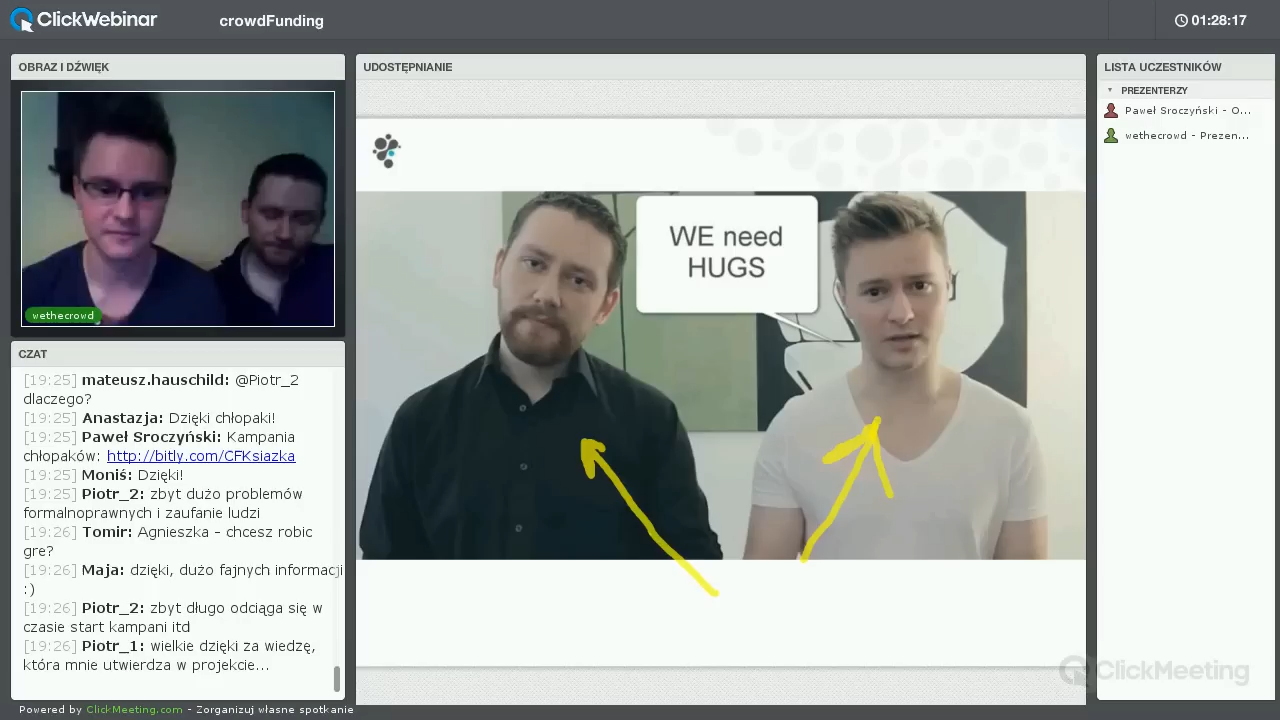 ClickWebinar
crowdFunding
01:28:17
OBRAZ I DŹWIĘK
wethecrowd
CZAT
[19:25] mateusz.hauschild: @Piotr_2
dlaczego?
[19:25] Anastazja: Dzięki chłopaki!
[19:25] Paweł Sroczyński: Kampania
chłopaków: http://bitly.com/CFKsiazka
[19:25] Moniś: Dzięki!
[19:25] Piotr_2: zbyt dużo problemów
formalnoprawnych i zaufanie ludzi
[19:26] Tomir: Agnieszka - chcesz robic
gre?
[19:26] Maja: dzięki, dużo fajnych informacji
:)
[19:26] Piotr_2: zbyt długo odciąga się w
czasie start kampani itd
[19:26] Piotr_1: wielkie dzięki za wiedzę,
która mnie utwierdza w projekcie...
Powered by ClickMeeting.com - Zorganizuj własne spotkanie
UDOSTĘPNIANIE
WE need
HUGS
LISTA UCZESTNIKÓW
PREZENTERZY
Paweł Sroczyński - O...
wethecrowd - Prezen...
ClickMeeting